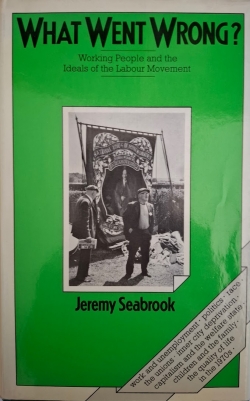 WHAT WENT WRONG?
Working People and the
Ideals of the Labour Movement
Jeremy Seabrook
work and unemployment · politics · race
the unions · inner city deprivation ·
capitalism and the welfare state
children and the family ·
the quality of life
in the 1970s ·